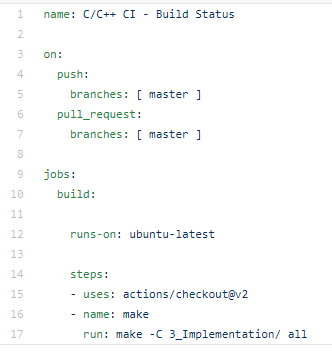 1 name: C/C++ CI - Build Status
2
3 on:
4   push:
5     branches: [ master ]
6   pull_request:
7     branches: [ master ]
8
9 jobs:
10   build:
11
12     runs-on: ubuntu-latest
13
14     steps:
15     - uses: actions/checkout@v2
16     - name: make
17       run: make -C 3_Implementation/ all